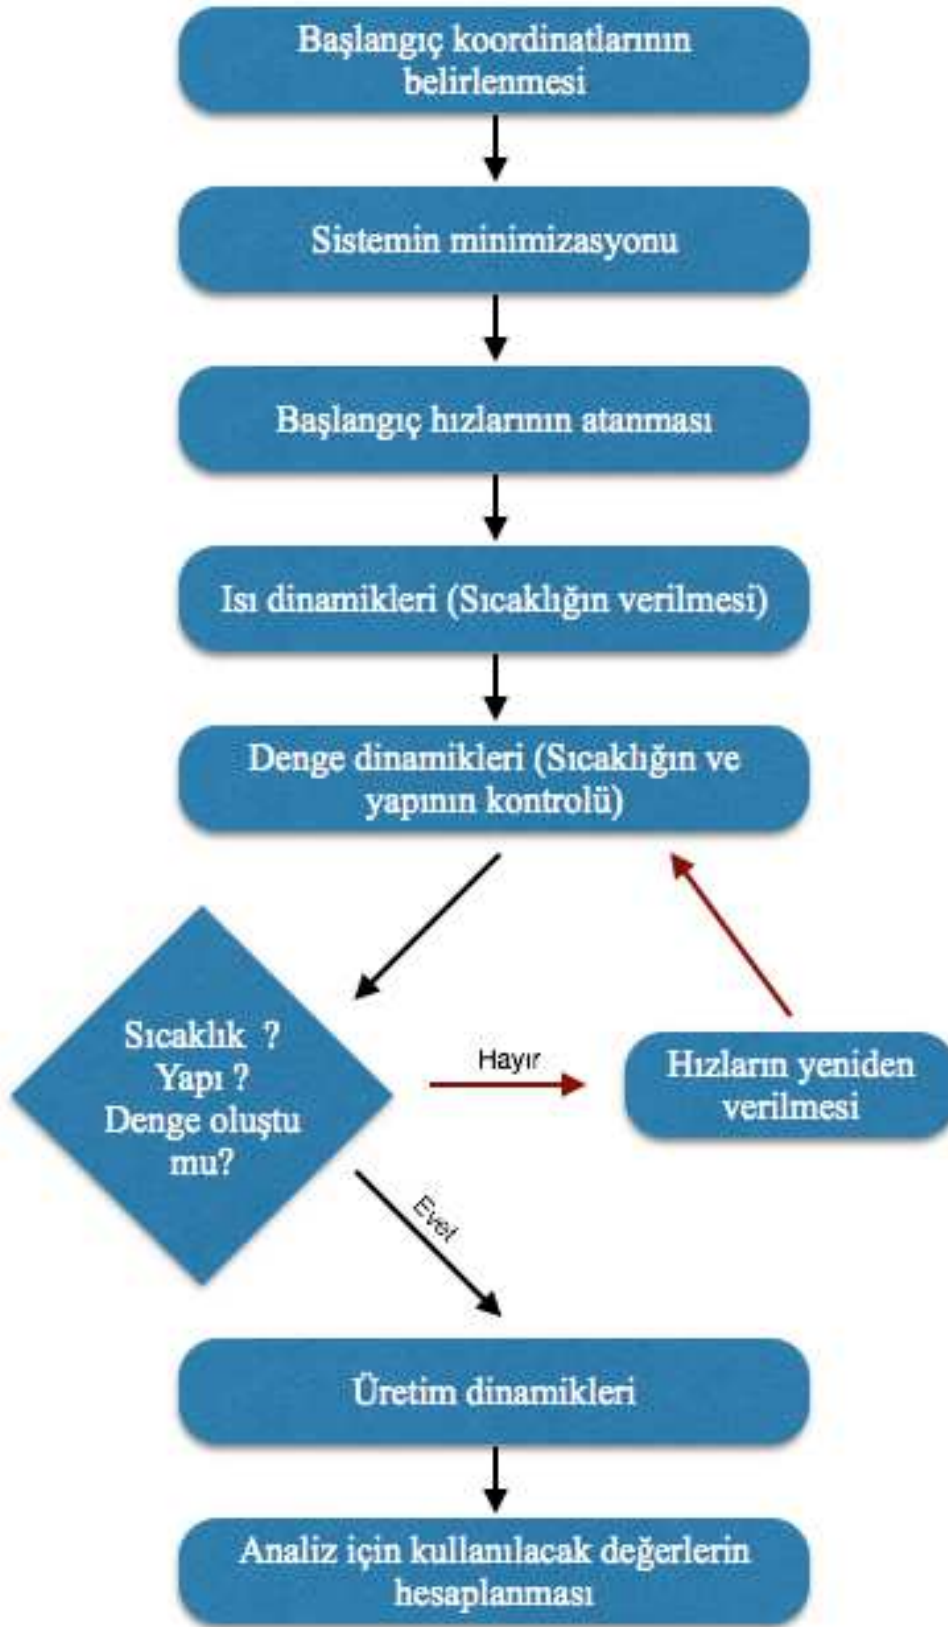 Başlangıç koordinatlarının
belirlenmesi
Sistemin minimizasyonu
Başlangıç hızlarının atanması
Isı dinamikleri (Sıcaklığın verilmesi)
Denge dinamikleri (Sıcaklığın ve
yapının kontrolü)
Sıcaklık ?
Yapı ?
Denge oluştu
mu?
Hayır
Hızların yeniden
verilmesi
Evet
Üretim dinamikleri
Analiz için kullanılacak değerlerin
hesaplanması